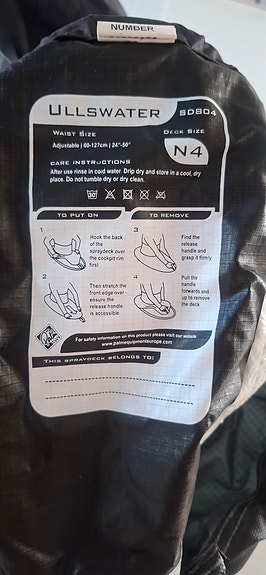 NUMBER
ULLSWATER SD804
WAIST SIZE
Adjustable | 60-127cm | 24"-50"
DECK SIZE
N4
CARE INSTRUCTIONS
After use rinse in cold water. Drip dry and store in a cool, dry
place. Do not tumble dry or dry clean.
TO PUT ON
1
Hook the back
of the
spraydeck over
the cockpit rim
first
2
Then stretch the
front edge over -
ensure the
release handle
is accessible
TO REMOVE
3
Find the
release
handle and
grasp it firmly
4
Pull the
handle
forwards and
up to remove
the deck
For safety information on this product please visit our website
www.palmequipmenteurope.com
THIS SPRAYDECK BELONGS TO: